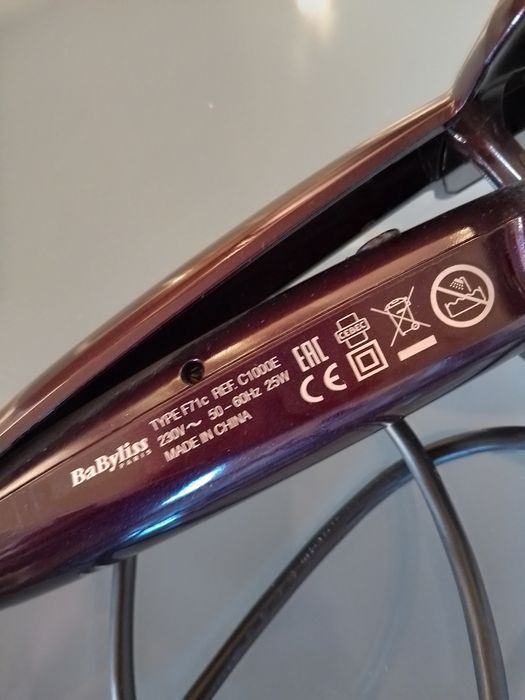 BaByliss
PARIS
TYPE F71c REF. C1000E
230V~ 50-60Hz 25W
MADE IN CHINA
EAC
CE
CEBEC